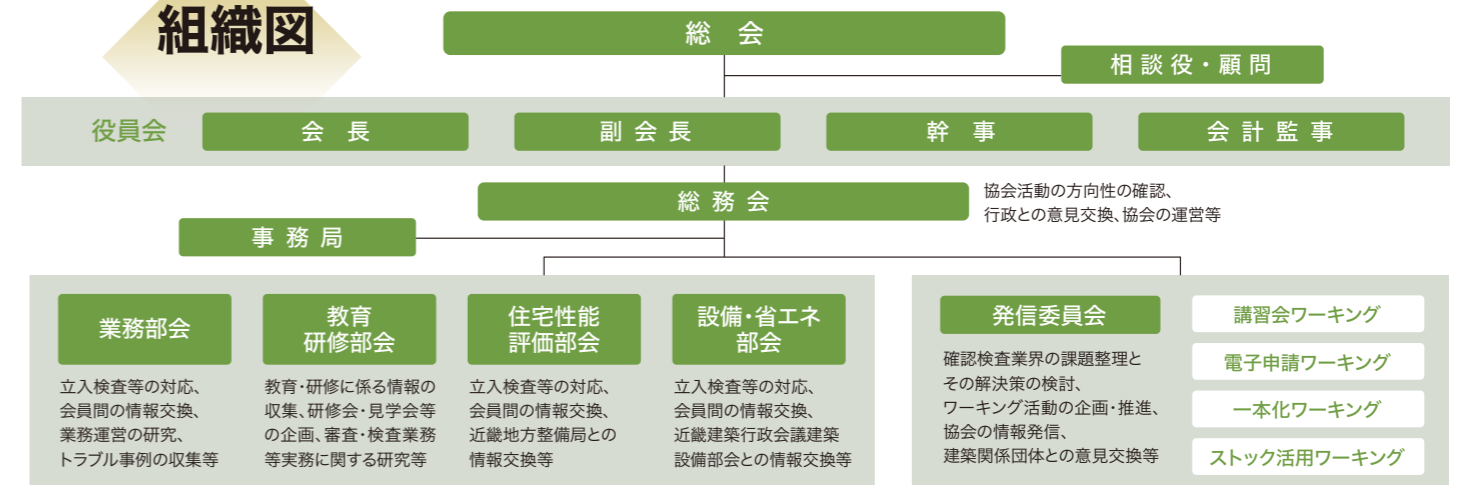 組織図
総会
相談役・顧問
役員会
会長
副会長
幹事
会計監事
総務会
協会活動の方向性の確認、
行政との意見交換、協会の運営等
事務局
業務部会
立入検査等の対応、
会員間の情報交換、
業務運営の研究、
トラブル事例の収集等
教育
研修部会
教育・研修に係る情報の
収集、研修会・見学会等
の企画、審査・検査業務
等実務に関する研究等
住宅性能
評価部会
立入検査等の対応、
会員間の情報交換、
近畿地方整備局との
情報交換等
設備・省エネ
部会
立入検査等の対応、
会員間の情報交換、
近畿建築行政会議建築
設備部会との情報交換等
発信委員会
確認検査業界の課題整理と
その解決策の検討、
ワーキング活動の企画・推進、
協会の情報発信、
建築関係団体との意見交換等
講習会ワーキング
電子申請ワーキング
一本化ワーキング
ストック活用ワーキング